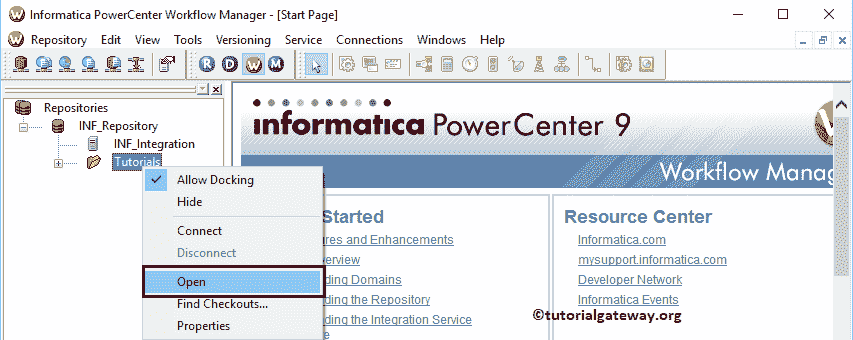 Informatica PowerCenter Workflow Manager - [Start Page]
Repository Edit View Tools Versioning Service Connections Windows Help
R D W M
Repositories
INF_Repository
INF_Integration
Tutorials
Allow Docking
Hide
Connect
Disconnect
Open
Find Checkouts...
Properties
informatica PowerCenter 9
Workflow Manag
Started
ures and Enhancements
verview
ding Domains
ding the Repository
ding the Integration Service
e
Resource Center
Informatica.com
mysupport.informatica.com
Developer Network
Informatica Events
©tutorialgateway.org